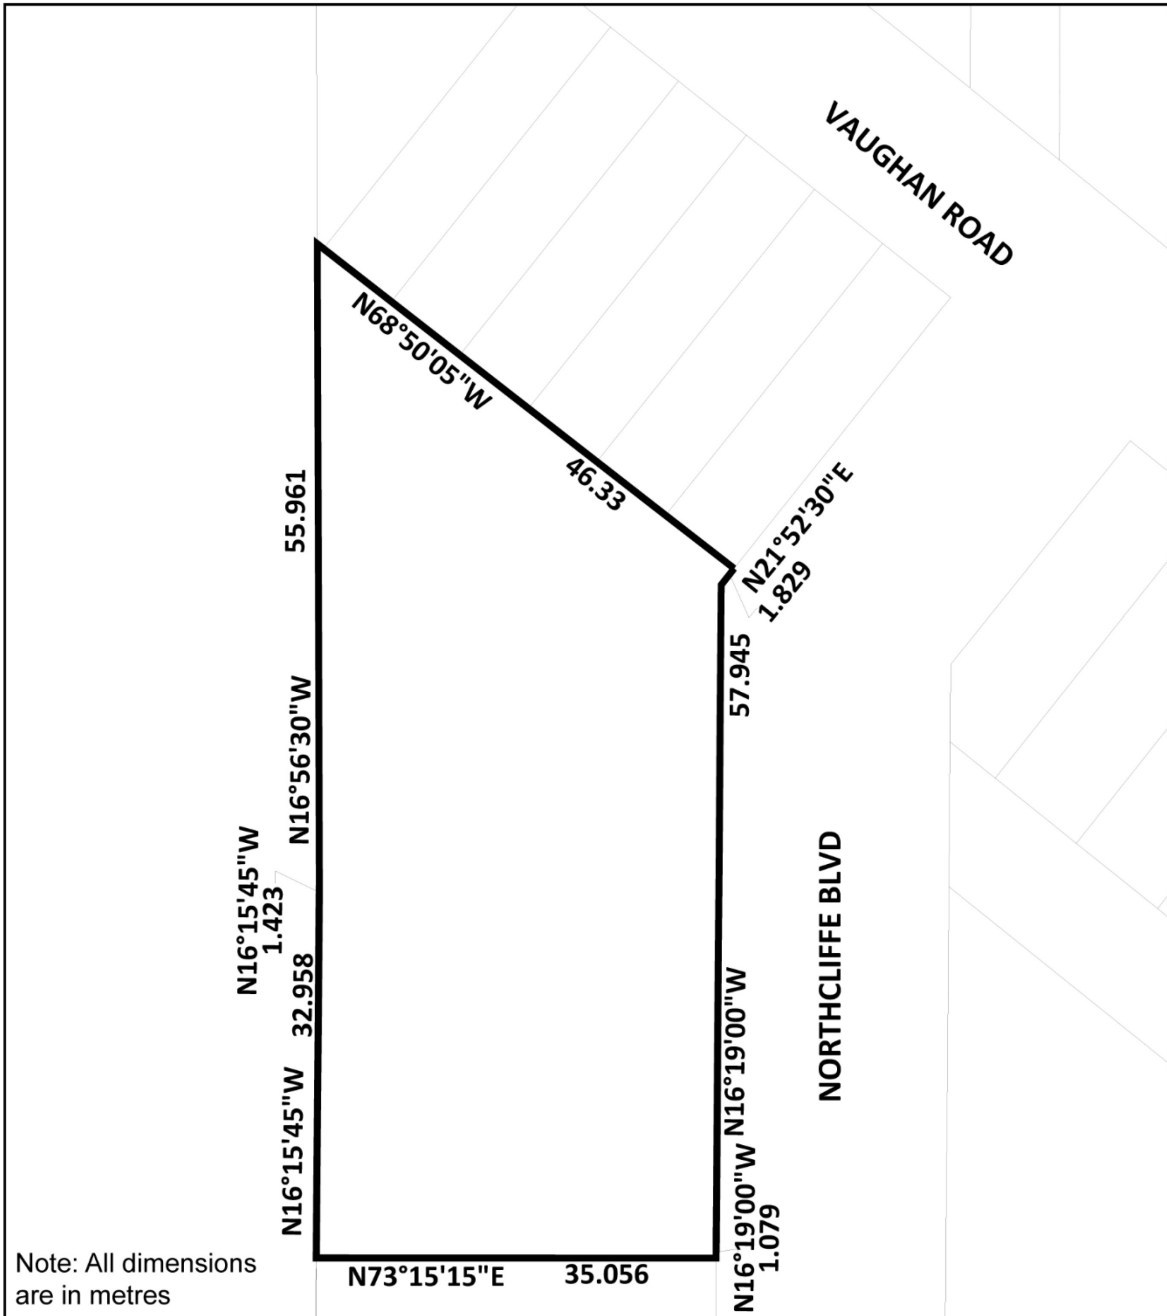 VAUGHAN ROAD
N68°50'05"W
46.33
N21°52'30"E
1.829
55.961
57.945
N16°56'30"W
N16°15'45"W
1.423
32.958
N16°15'45"W
NORTHCLIFFE BLVD
N16°19'00"W
N16°19'00"W
1.079
N73°15'15"E
35.056
Note: All dimensions
are in metres